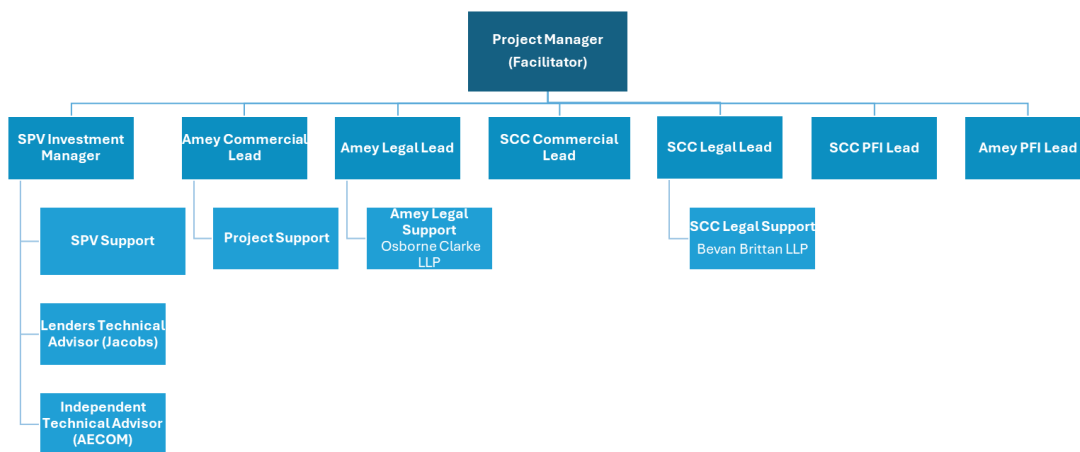 Project Manager
(Facilitator)
SPV Investment
Manager
Amey Commercial
Lead
Amey Legal Lead
SCC Commercial
Lead
SCC Legal Lead
SCC PFI Lead
Amey PFI Lead
SPV Support
Project Support
Amey Legal
Support
Osborne Clarke
LLP
SCC Legal Support
Bevan Brittan LLP
Lenders Technical
Advisor (Jacobs)
Independent
Technical Advisor
(AECOM)